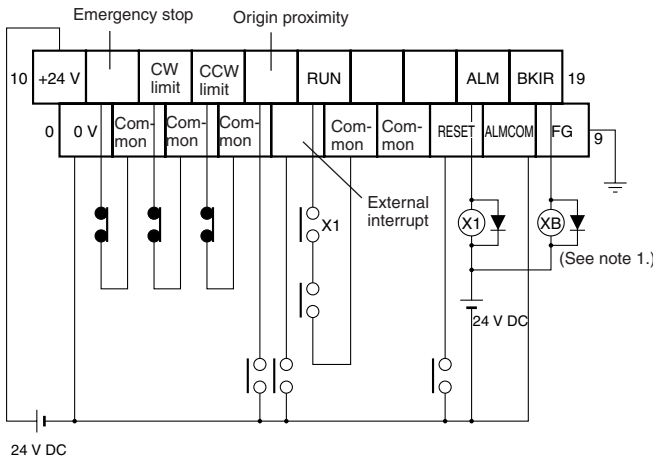 Emergency stop
Origin proximity
10
+24 V
CW
limit
CCW
limit
RUN
ALM
BKIR
19
0
0 V
Com-
mon
Com-
mon
Com-
mon
Com-
mon
Com-
mon
RESET
ALMCOM
FG
9
External
interrupt
X1
X1
XB
(See note 1.)
24 V DC
24 V DC